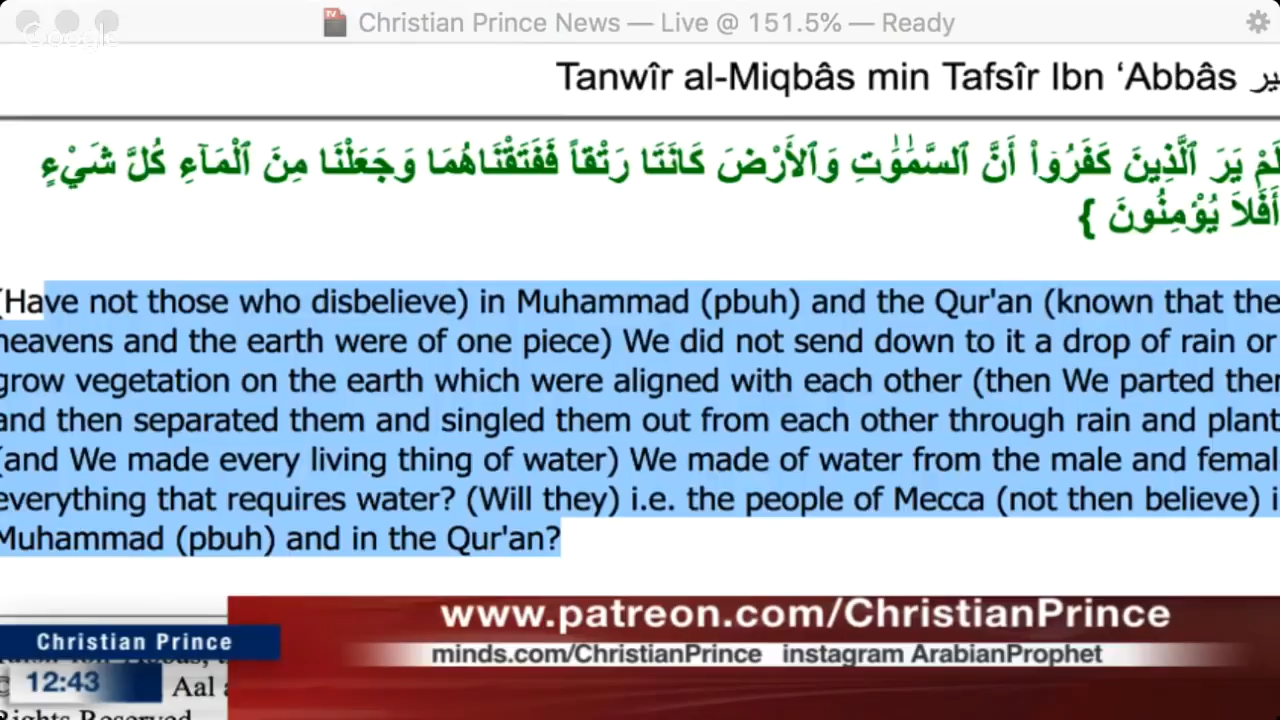 Christian Prince News — Live @ 151.5% — Ready
Google
Tanwîr al-Miqbâs min Tafsîr Ibn ‘Abbâs
يَرَ ٱلَّذِينَ كَفَرُوۤاْ أَنَّ ٱلسَّمَٰوَٰتِ وَٱلأَرْضَ كَانَتَا رَتْقاً فَفَتَقْنَاهُمَا وَجَعَلْنَا مِنَ ٱلْمَآءِ كُلَّ شَيْءٍ
أَفَلاَ يُؤْمِنُونَ }
(Have not those who disbelieve) in Muhammad (pbuh) and the Qur'an (known that the
heavens and the earth were of one piece) We did not send down to it a drop of rain or
grow vegetation on the earth which were aligned with each other (then We parted
and then separated them and singled them out from each other through rain and
(and We made every living thing of water) We made of water from the male and
everything that requires water? (Will they) i.e. the people of Mecca (not then believe)
Muhammad (pbuh) and in the Qur'an?
www.patreon.com/ChristianPrince
Christian Prince
minds.com/ChristianPrince instagram ArabianProphet
12:43
Aal
Rights Reserved